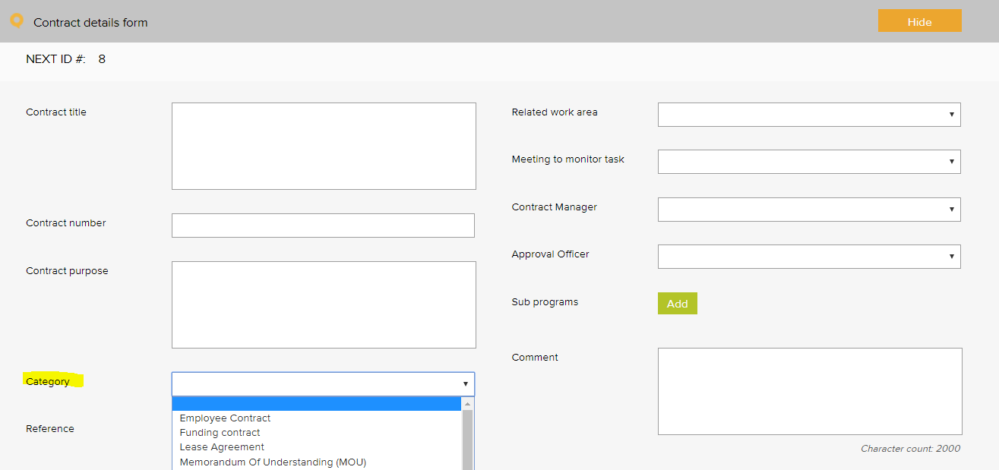 Contract details form
Hide
NEXT ID #: 8
Contract title
Contract number
Contract purpose
Category
Employee Contract
Funding contract
Lease Agreement
Memorandum Of Understanding (MOU)
Reference
Related work area
Meeting to monitor task
Contract Manager
Approval Officer
Sub programs
Add
Comment
Character count: 2000